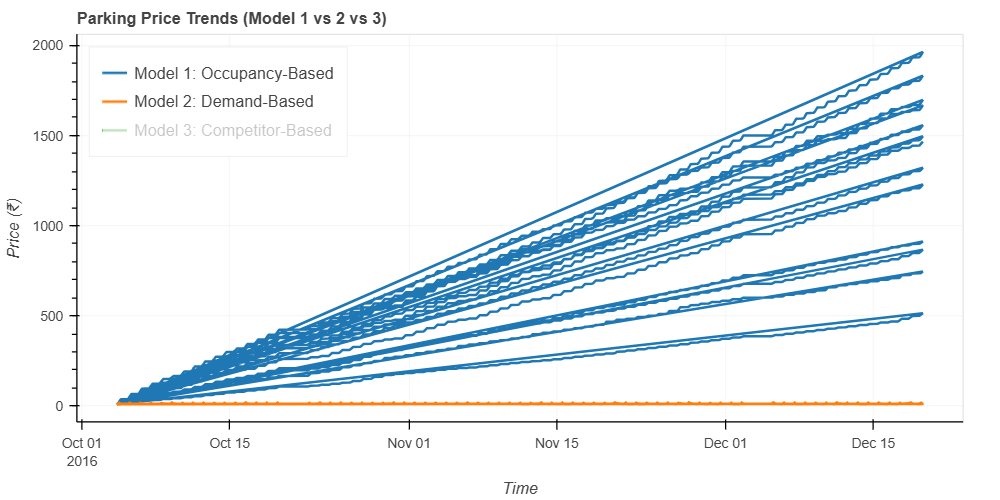 Parking Price Trends (Model 1 vs 2 vs 3)
Model 1: Occupancy-Based
Model 2: Demand-Based
Model 3: Competitor-Based
Price (₹)
2000
1500
1000
500
0
Oct 01
2016
Oct 15
Nov 01
Nov 15
Dec 01
Dec 15
Time